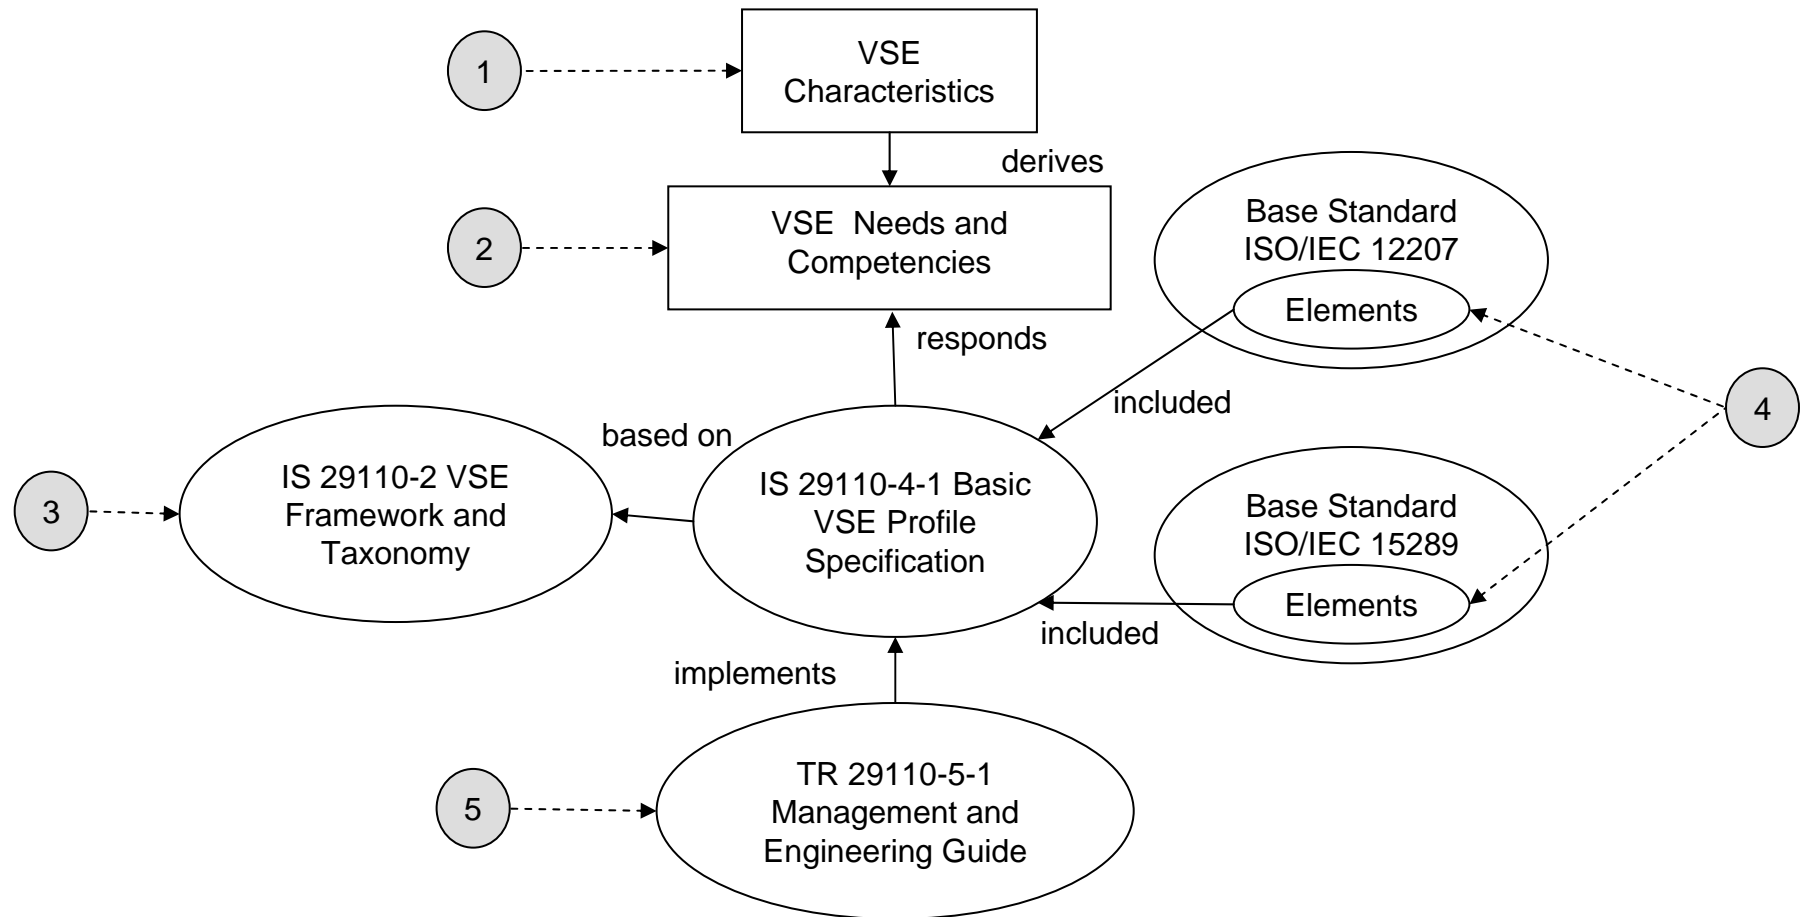 1
VSE
Characteristics
derives
2
VSE  Needs and
Competencies
Base Standard
ISO/IEC 12207
Elements
responds
included
4
based on
3
IS 29110-2 VSE
Framework and
Taxonomy
IS 29110-4-1 Basic
VSE Profile
Specification
Base Standard
ISO/IEC 15289
Elements
included
implements
5
TR 29110-5-1
Management and
Engineering Guide